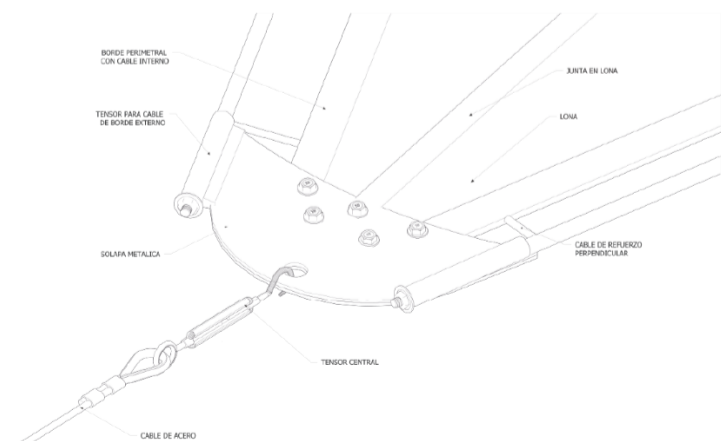 BORDE PERIMETRAL
CON CABLE INTERNO
JUNTA EN LONA
TENSOR PARA CABLE
DE BORDE EXTERNO
LONA
SOLAPA METALICA
CABLE DE REFUERZO
PERPENDICULAR
TENSOR CENTRAL
CABLE DE ACERO